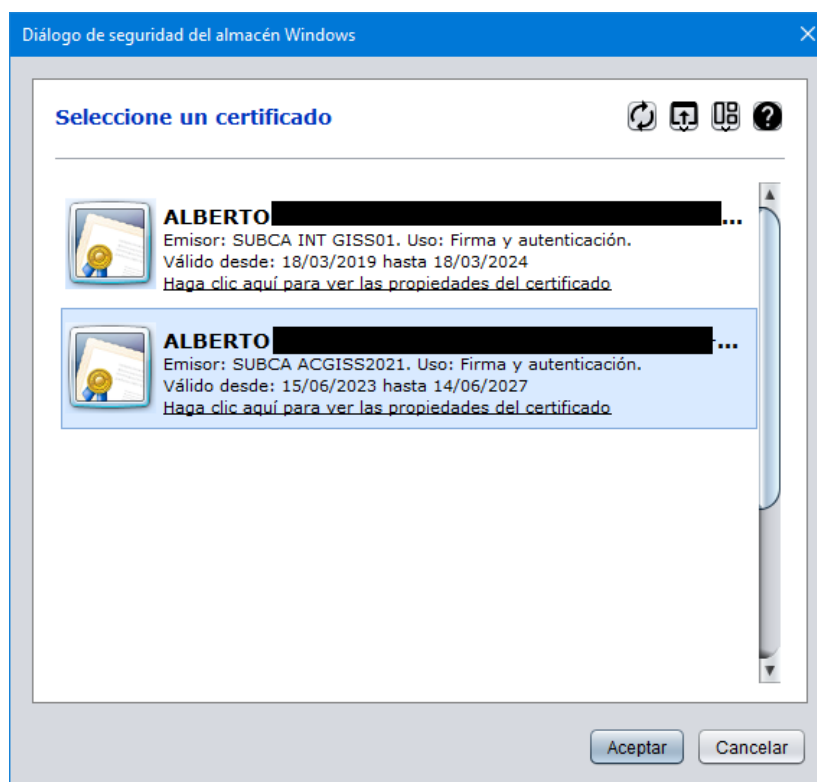 Diálogo de seguridad del almacén Windows
Seleccione un certificado
ALBERTO ...
Emisor: SUBCA INT GISS01. Uso: Firma y autenticación.
Válido desde: 18/03/2019 hasta 18/03/2024
Haga clic aquí para ver las propiedades del certificado
ALBERTO ...
Emisor: SUBCA ACGISS2021. Uso: Firma y autenticación.
Válido desde: 15/06/2023 hasta 14/06/2027
Haga clic aquí para ver las propiedades del certificado
Aceptar Cancelar